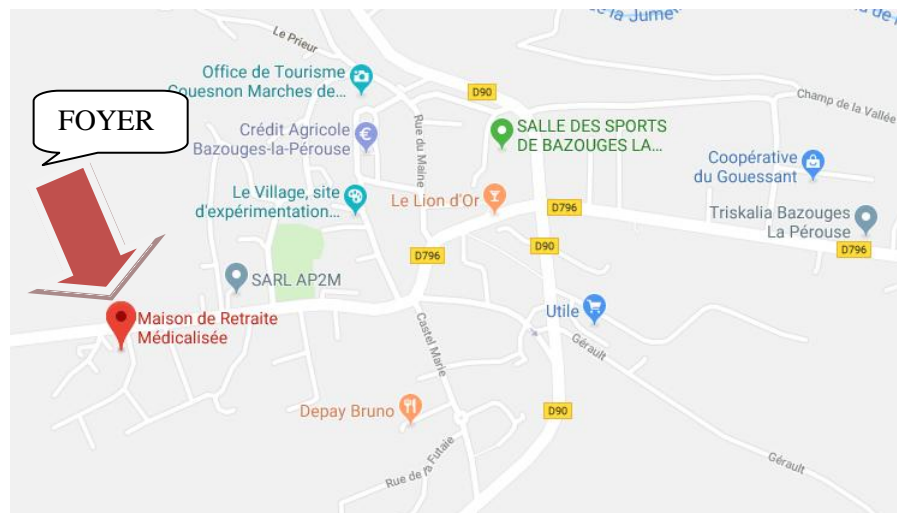 de la Jument
Le Prieur
Office de Tourisme
Couesnon Marches de...
D90
Champ de la Vallée
FOYER
SALLE DES SPORTS
DE BAZOUGES LA...
Crédit Agricole
Bazouges-la-Pérouse
Rue du Maine
Coopérative
du Gouessant
Le Village, site
d'expérimentation...
Le Lion d'Or
D796
Triskalia Bazouges
La Pérouse
D90
D796
D796
SARL AP2M
Maison de Retraite
Médicalisée
Utile
Castel Marie
Gérault
Depay Bruno
D90
Rue de la Futaie
Gérault